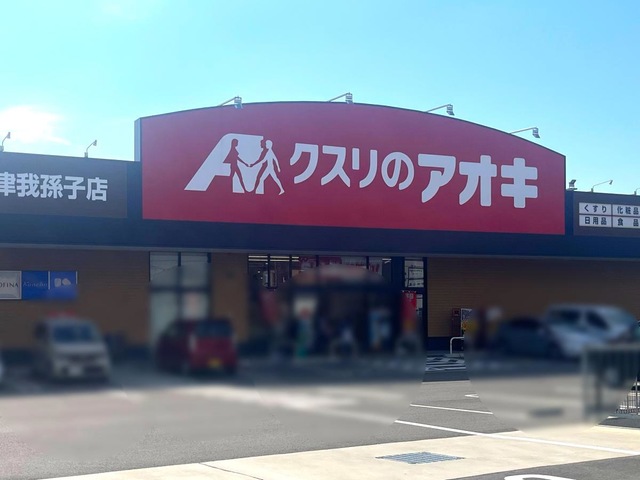 クスリのアオキ
津我孫子店
くすり 化粧品
日用品 食品